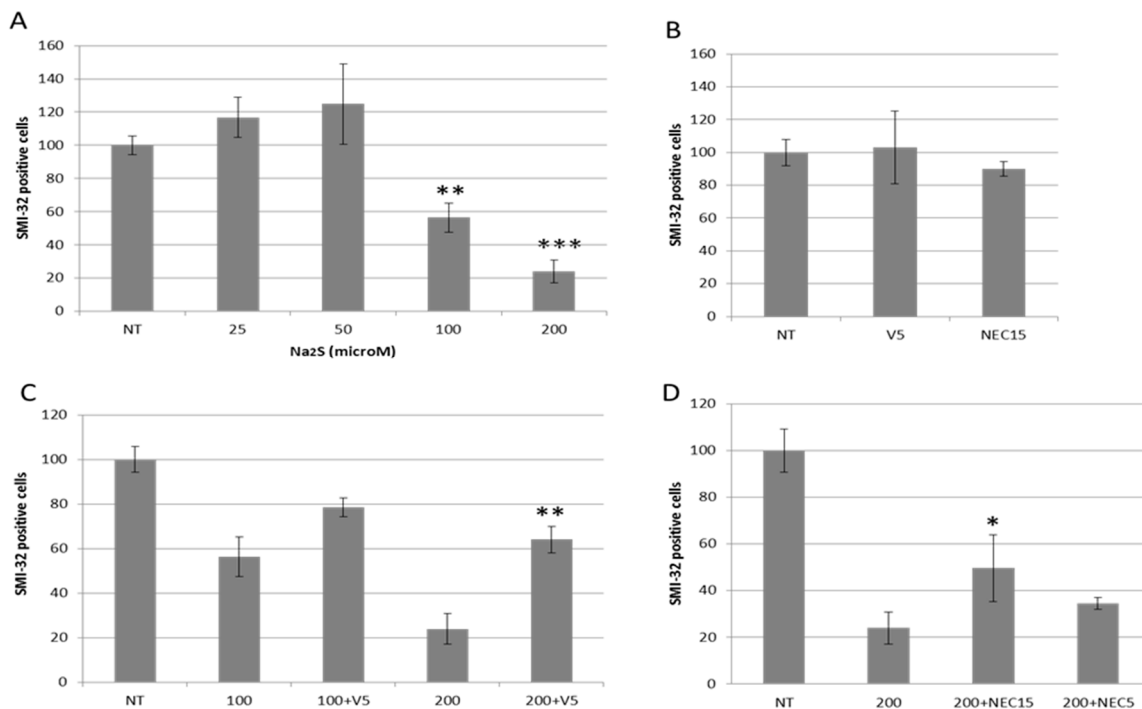 A
SMI-32 positive cells
160
140
120
100
80
60
40
20
0
**
***
NT 25 50 100 200
Na2S (microM)
B
SMI-32 positive cells
160
140
120
100
80
60
40
20
0
NT V5 NEC15
C
SMI-32 positive cells
120
100
80
60
40
20
0
**
NT 100 100+V5 200 200+V5
D
SMI-32 positive cells
120
100
80
60
40
20
0
*
NT 200 200+NEC15 200+NEC5